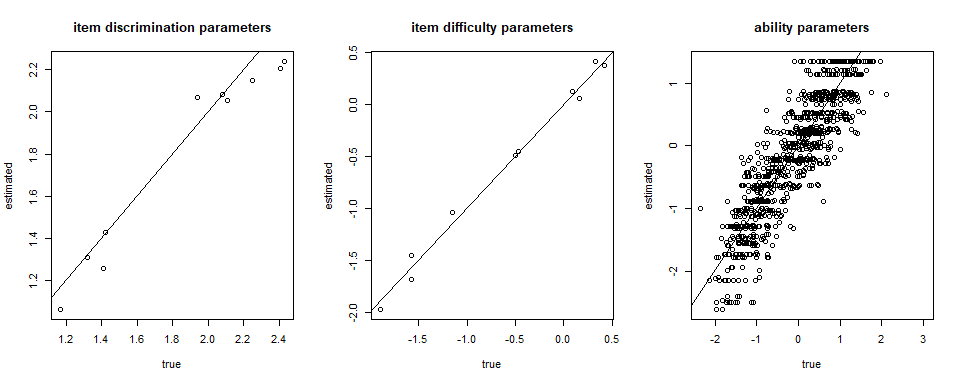 item discrimination parameters
estimated
1.2 1.4 1.6 1.8 2.0 2.2
1.2 1.4 1.6 1.8 2.0 2.2 2.4
true
item difficulty parameters
estimated
-2.0 -1.5 -1.0 -0.5 0.0 0.5
-1.5 -1.0 -0.5 0.0 0.5
true
ability parameters
estimated
-2 -1 0 1
-2 -1 0 1 2 3
true